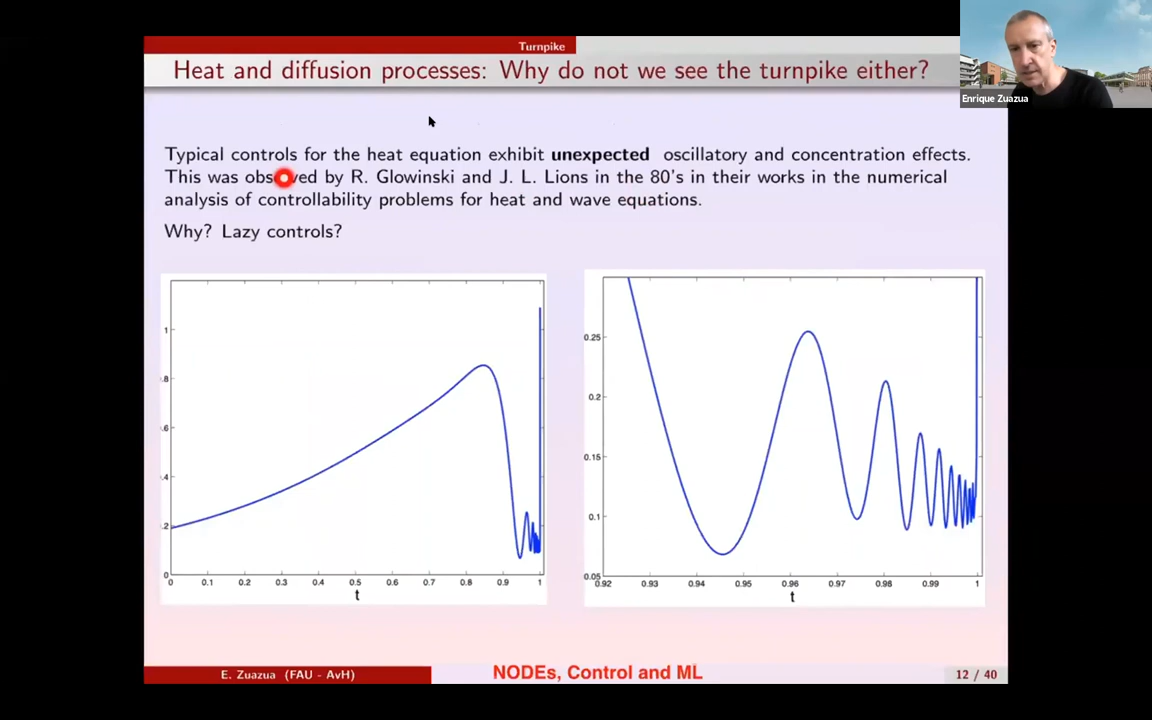 Turnpike
Heat and diffusion processes: Why do not we see the turnpike either?
Enrique Zuazua
Typical controls for the heat equation exhibit unexpected oscillatory and concentration effects.
This was observed by R. Glowinski and J. L. Lions in the 80's in their works in the numerical
analysis of controllability problems for heat and wave equations.
Why? Lazy controls?
1
.8
.6
.4
.2
0
0 0.1 0.2 0.3 0.4 0.5 0.6 0.7 0.8 0.9 1
t
0.25
0.2
0.15
0.1
0.05
0.92 0.93 0.94 0.95 0.96 0.97 0.98 0.99 1
t
E. Zuazua (FAU - AvH)
NODEs, Control and ML
12 / 40